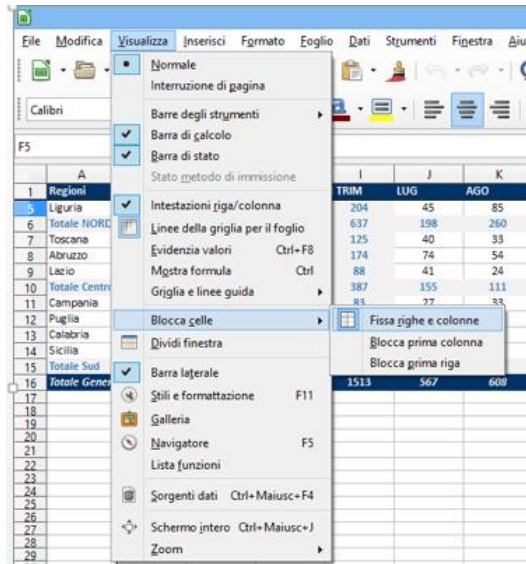 File Modifica Visualizza Inserisci Formato Foglio Dati Strumenti Finestra
Normale
Interruzione di pagina
Calibri
Barre degli strumenti
Barra di calcolo
F5
Barra di stato
Stato metodo di immissione
A I J K
1 Regioni TRIM LUG AGO
Intestazioni riga/colonna
5 Liguria 204 45 85
Linee della griglia per il foglio
6 Totale NORD 637 198 260
7 Toscana 125 40 33
Evidenzia valori Ctrl+F8
8 Abruzzo 174 74 54
Mostra formula Ctrl
9 Lazio 88 41 24
Griglia e linee guida
10 Totale Centro 387 155 111
11 Campania 83 27 33
Blocca celle
Fissa righe e colonne
12 Puglia
Dividi finestra
Blocca prima colonna
13 Calabria
14 Sicilia
Blocca prima riga
15 Totale Sud
Barra laterale
16 Totale Gener 1513 567 608
Stili e formattazione F11
17
18
Galleria
19
20
Navigatore F5
21
Lista funzioni
22
23
24
Sorgenti dati Ctrl+Maiusc+F4
25
26
Schermo intero Ctrl+Maiusc+J
27
28
Zoom
29